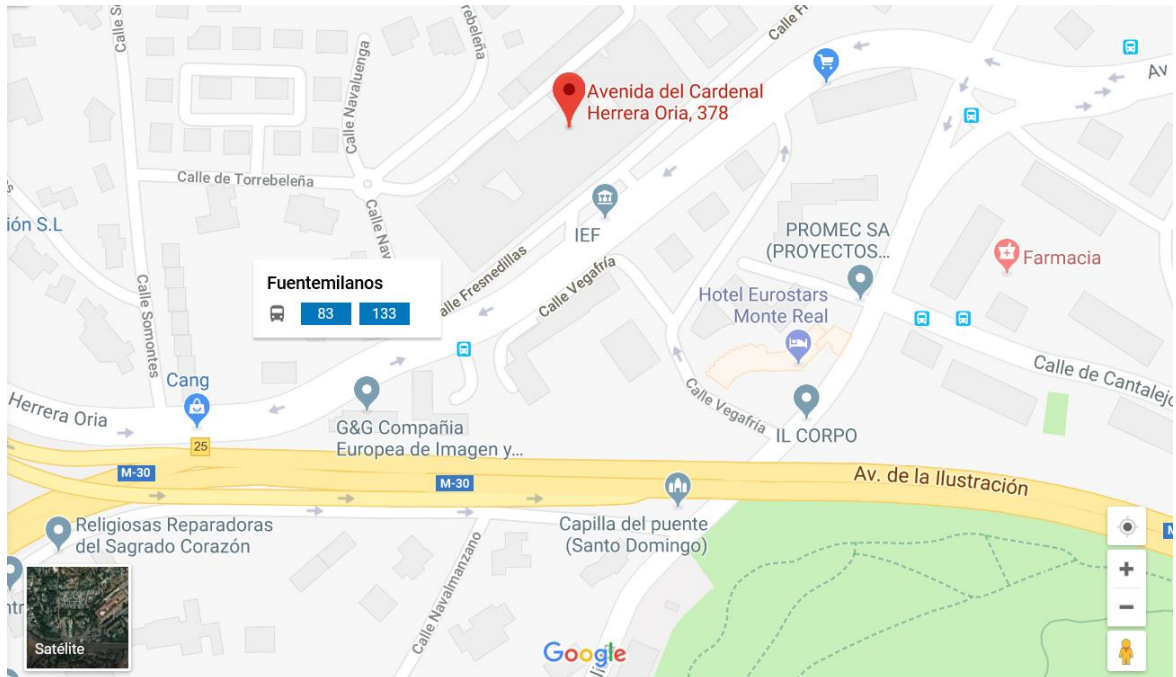 Calle S
Calle Navaluenga
rrebeleña
Calle F
Av
Avenida del Cardenal
Herrera Oria, 378
Calle de Torrebeleña
IEF
ión S.L
Calle Nav
PROMEC SA
(PROYECTOS...
Farmacia
Fuentemilanos
83 133
alle Fresnedillas
Calle Vegafría
Hotel Eurostars
Monte Real
Calle Somontes
Calle de Cantalejo
Cang
Herrera Oria
Calle Vegafría
G&G Compañia
Europea de Imagen y...
IL CORPO
25
M-30
M-30
Av. de la Ilustración
Religiosas Reparadoras
del Sagrado Corazón
Capilla del puente
(Santo Domingo)
Calle Navalmanzano
ntr
Satélite
Google